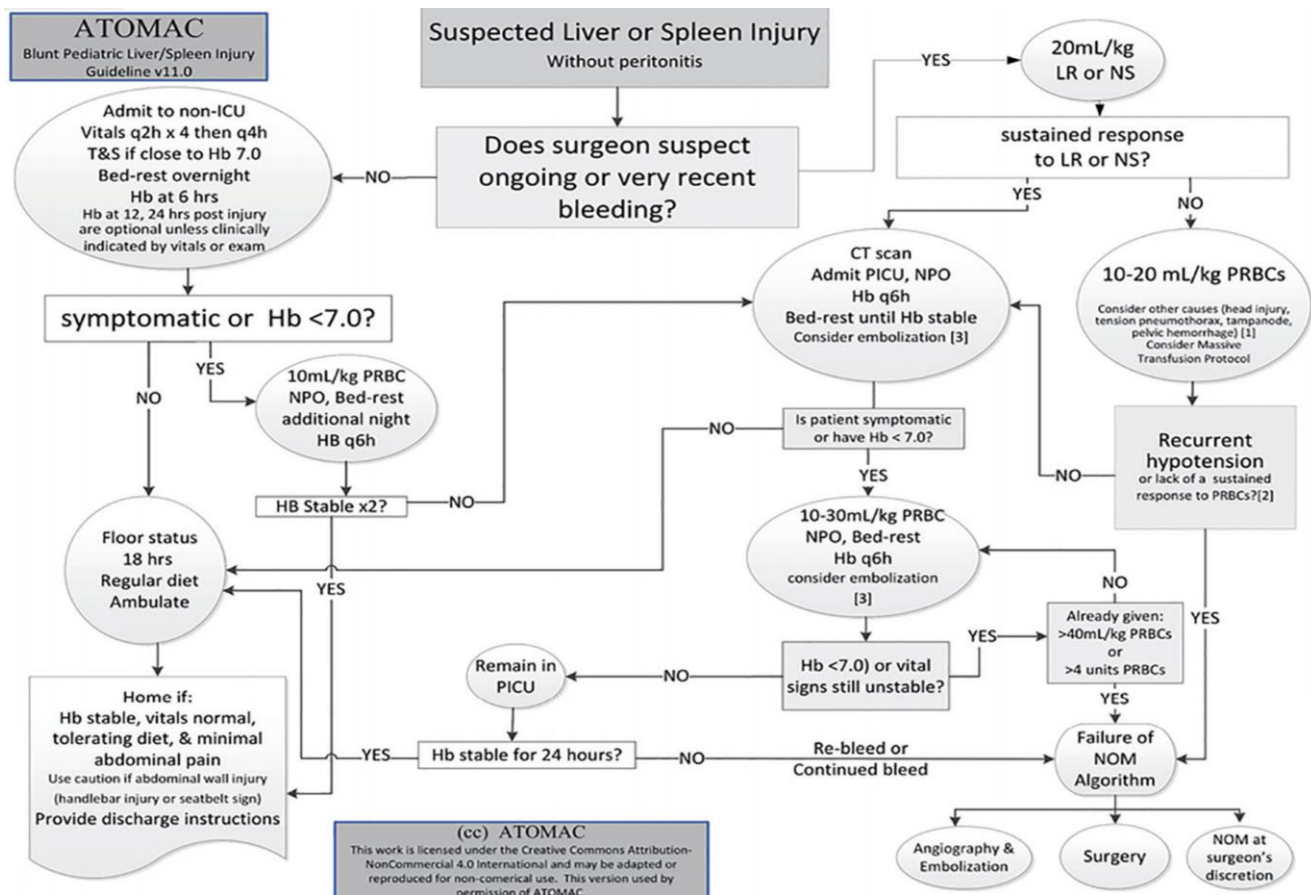 ATOMAC
Blunt Pediatric Liver/Spleen Injury
Guideline v11.0
Suspected Liver or Spleen Injury
Without peritonitis
YES
20mL/kg
LR or NS
Admit to non-ICU
Vitals q2h x 4 then q4h
T&S if close to Hb 7.0
Bed-rest overnight
Hb at 6 hrs
Hb at 12, 24 hrs post injury
are optional unless clinically
indicated by vitals or exam
NO
Does surgeon suspect
ongoing or very recent
bleeding?
sustained response
to LR or NS?
YES
NO
CT scan
Admit PICU, NPO
Hb q6h
Bed-rest until Hb stable
Consider embolization [3]
10-20 mL/kg PRBCs
Consider other causes (head injury,
tension pneumothorax, tampanode,
pelvic hemorrhage) [1]
Consider Massive
Transfusion Protocol
symptomatic or Hb <7.0?
YES
NO
10mL/kg PRBC
NPO, Bed-rest
additional night
HB q6h
HB Stable x2?
NO
YES
NO
Is patient symptomatic
or have Hb < 7.0?
YES
NO
Recurrent
hypotension
or lack of a sustained
response to PRBCs?[2]
YES
Floor status
18 hrs
Regular diet
Ambulate
10-30mL/kg PRBC
NPO, Bed-rest
Hb q6h
consider embolization
[3]
NO
Already given:
>40mL/kg PRBCs
or
>4 units PRBCs
YES
YES
Hb <7.0) or vital
signs still unstable?
NO
Remain in
PICU
Home if:
Hb stable, vitals normal,
tolerating diet, & minimal
abdominal pain
Use caution if abdominal wall injury
(handlebar injury or seatbelt sign)
Provide discharge instructions
YES
Hb stable for 24 hours?
NO
Re-bleed or
Continued bleed
Failure of
NOM
Algorithm
Angiography &
Embolization
Surgery
NOM at
surgeon's
discretion
(cc) ATOMAC
This work is licensed under the Creative Commons Attribution-
NonCommercial 4.0 International and may be adapted or
reproduced for non-comerical use. This version used by
permission of ATOMAC